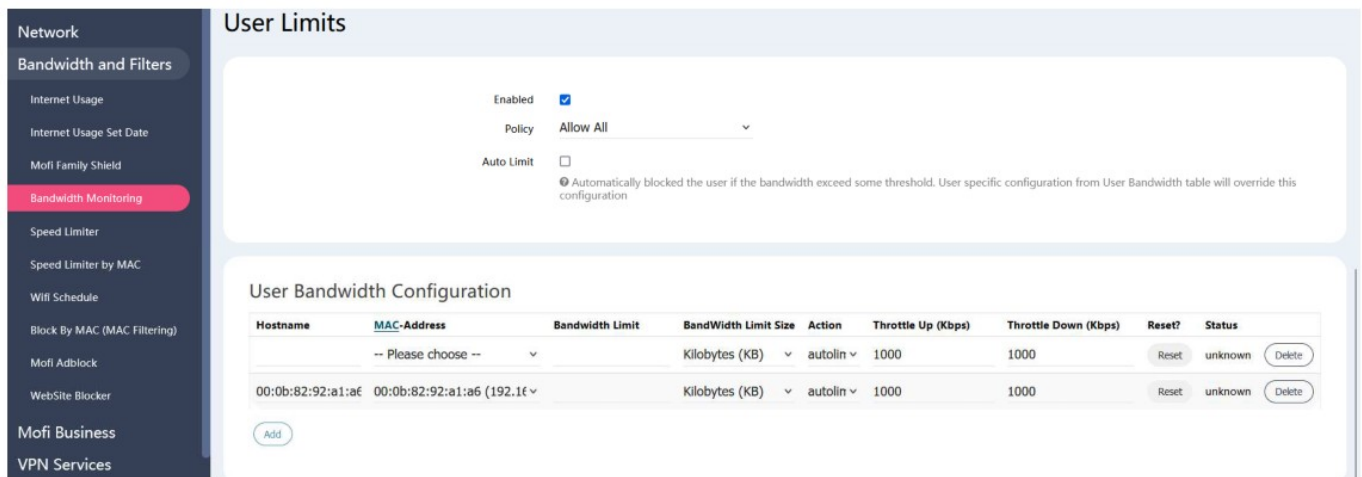 User Limits
Network
Bandwidth and Filters
Internet Usage
Internet Usage Set Date
Mofi Family Shield
Bandwidth Monitoring
Speed Limiter
Speed Limiter by MAC
Wifi Schedule
Block By MAC (MAC Filtering)
Mofi Adblock
WebSite Blocker
Mofi Business
VPN Services
Enabled
Policy Allow All
Auto Limit
Automatically blocked the user if the bandwidth exceed some threshold. User specific configuration from User Bandwidth table will override this
configuration
User Bandwidth Configuration
Hostname MAC-Address Bandwidth Limit BandWidth Limit Size Action Throttle Up (Kbps) Throttle Down (Kbps) Reset? Status
-- Please choose -- Kilobytes (KB) autolin 1000 1000 Reset unknown Delete
00:0b:82:92:a1:a6 00:0b:82:92:a1:a6 (192.16 Kilobytes (KB) autolin 1000 1000 Reset unknown Delete
Add